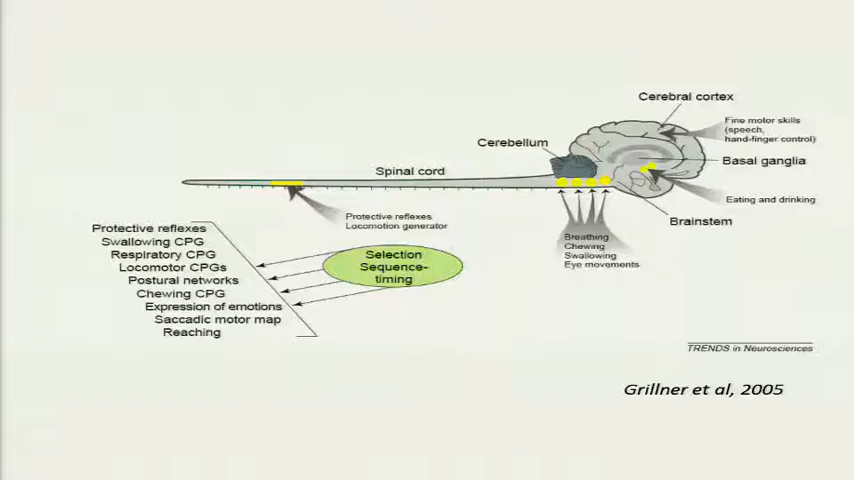 Cerebral cortex
Fine motor skills
(speech,
hand-finger control)
Cerebellum
Basal ganglia
Spinal cord
Eating and drinking
Brainstem
Protective reflexes
Locomotion generator
Breathing
Chewing
Swallowing
Eye movements
Protective reflexes
Swallowing CPG
Respiratory CPG
Locomotor CPGs
Postural networks
Chewing CPG
Expression of emotions
Saccadic motor map
Reaching
Selection
Sequence-
timing
TRENDS in Neurosciences
Grillner et al, 2005